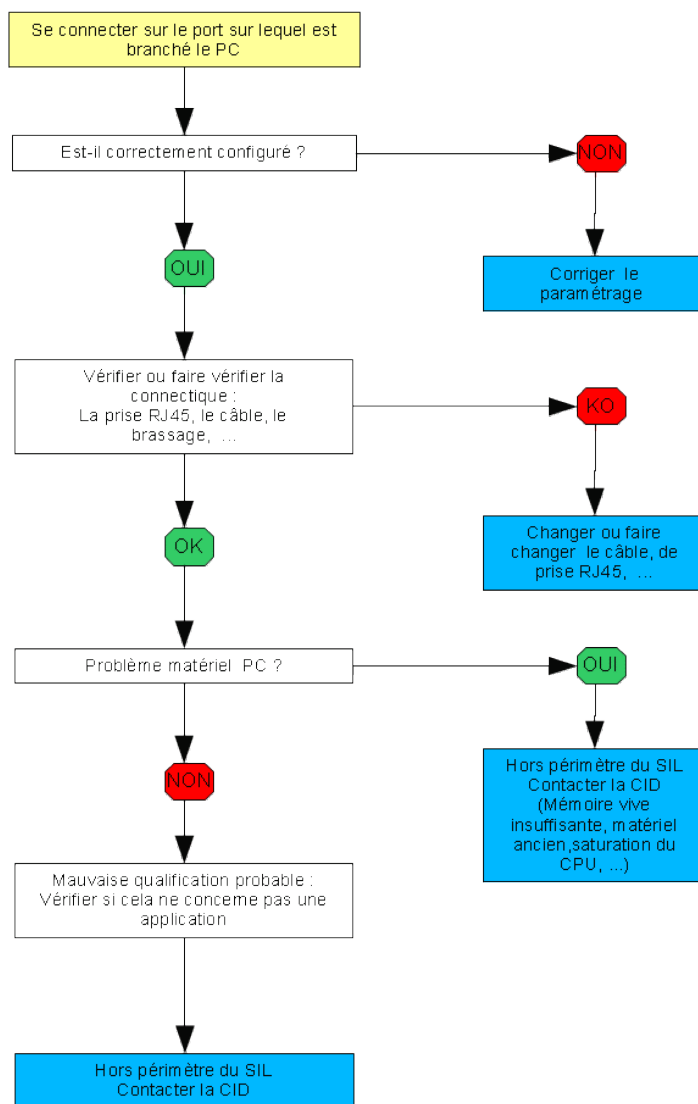 Se connecter sur le port sur lequel est
branché le PC
Est-il correctement configuré ?
NON
OUI
Corriger le
paramétrage
Vérifier ou faire vérifier la
connectique :
La prise RJ45, le câble, le
brassage, ...
KO
OK
Changer ou faire
changer le câble, de
prise RJ45, ...
Problème matériel PC ?
OUI
NON
Hors périmètre du SIL
Contacter la CID
(Mémoire vive
insuffisante, matériel
ancien,saturation du
CPU, ...)
Mauvaise qualification probable :
Vérifier si cela ne concerne pas une
application
Hors périmètre du SIL
Contacter la CID